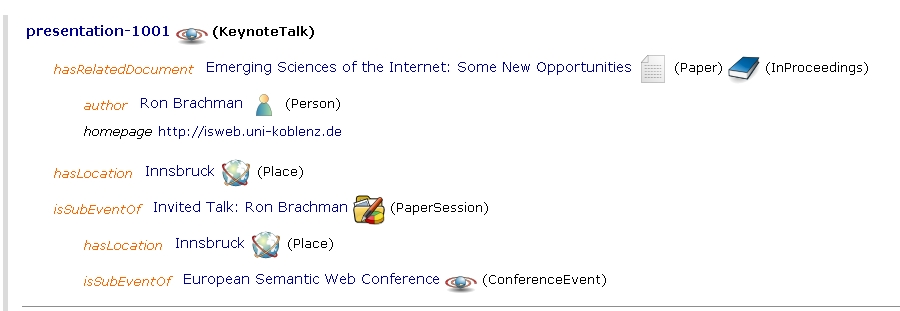 presentation-1001 (KeynoteTalk)
hasRelatedDocument Emerging Sciences of the Internet: Some New Opportunities (Paper) (InProceedings)
author Ron Brachman (Person)
homepage http://isweb.uni-koblenz.de
hasLocation Innsbruck (Place)
isSubEventOf Invited Talk: Ron Brachman (PaperSession)
hasLocation Innsbruck (Place)
isSubEventOf European Semantic Web Conference (ConferenceEvent)